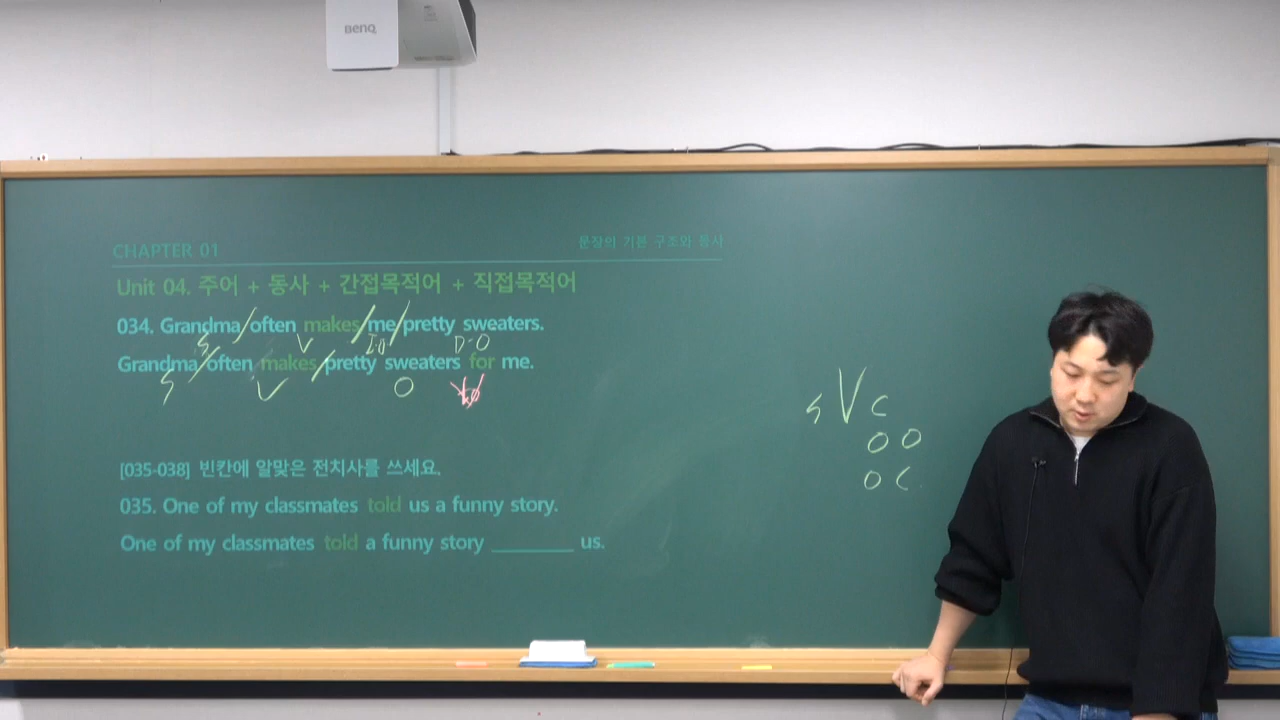 BenQ
CHAPTER 01
문장의 기본 구조와 동사
Unit 04. 주어 + 동사 + 간접목적어 + 직접목적어
034. Grandma often makes me pretty sweaters.
S V I·O D·O
Grandma often makes pretty sweaters for me.
S V O
[035-038] 빈칸에 알맞은 전치사를 쓰세요.
035. One of my classmates told us a funny story.
One of my classmates told a funny story ________ us.
S V C
O O
O C